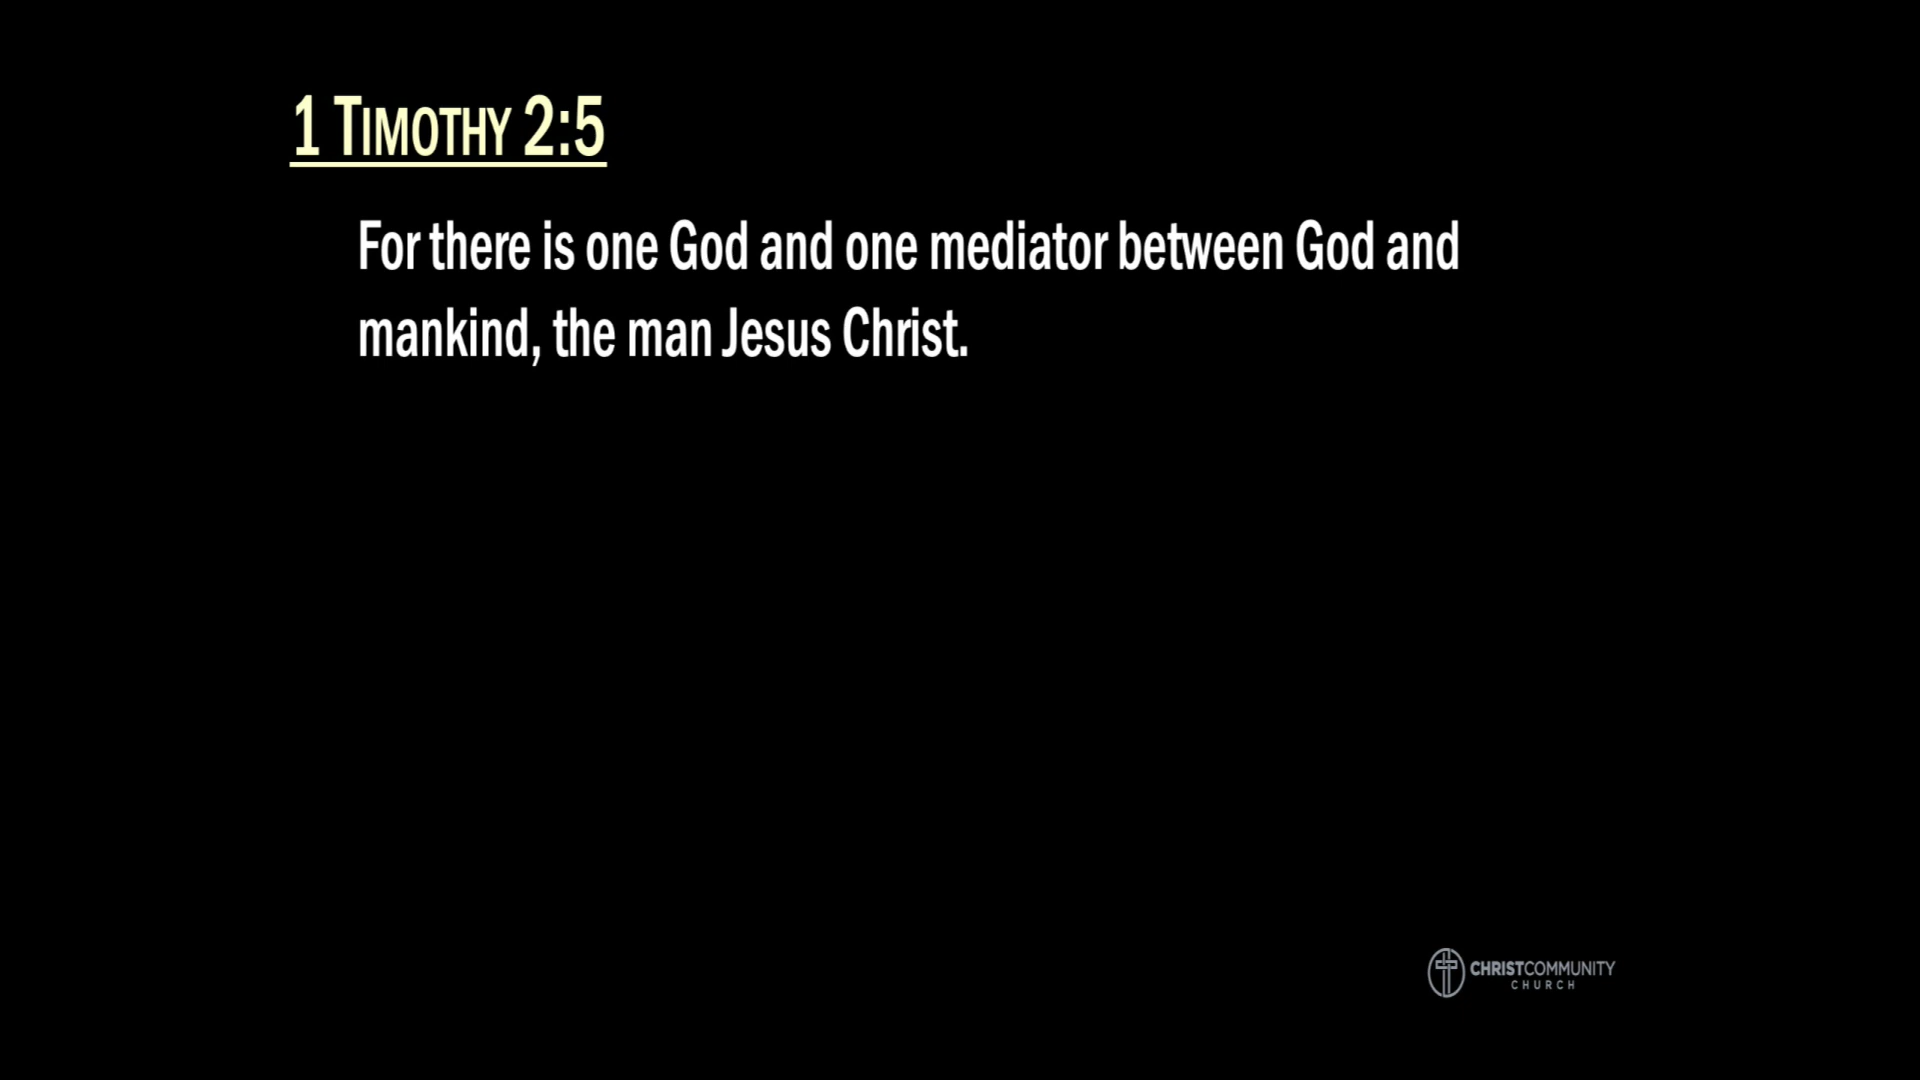 1 TIMOTHY 2:5
For there is one God and one mediator between God and
mankind, the man Jesus Christ.
CHRISTCOMMUNITY
CHURCH